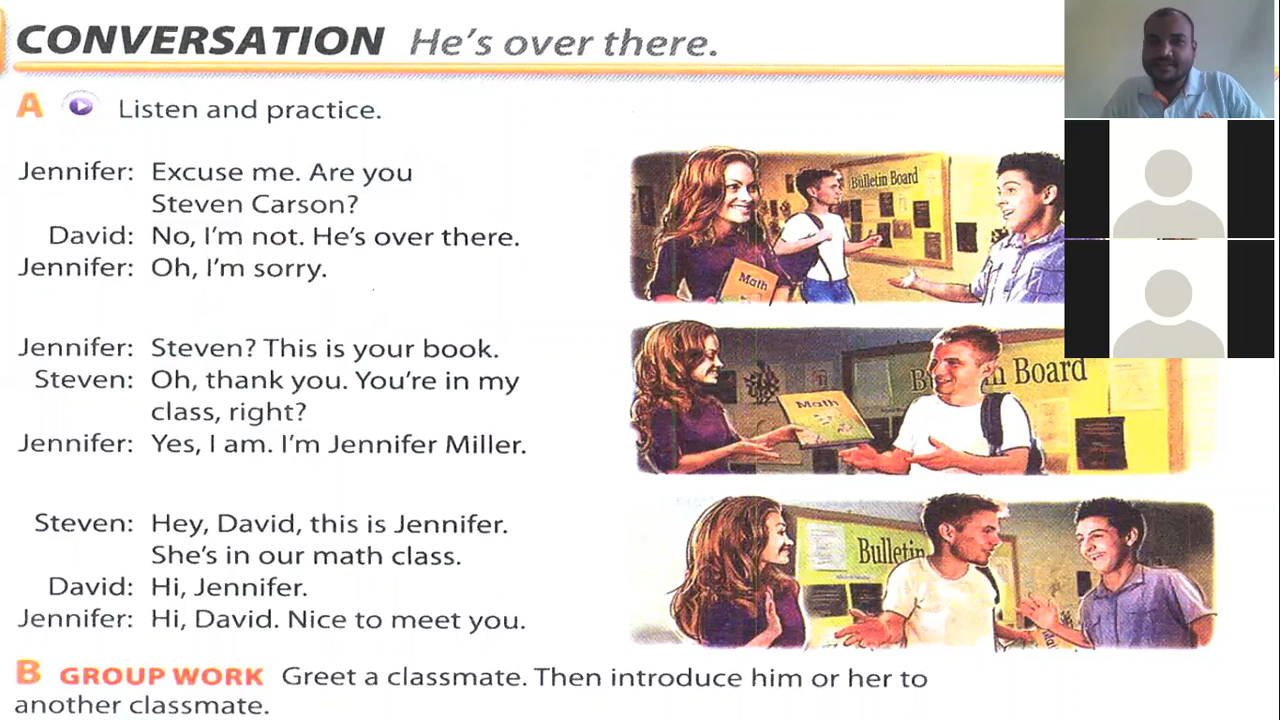 CONVERSATION He's over there.
A Listen and practice.
Jennifer: Excuse me. Are you
Steven Carson?
David: No, I'm not. He's over there.
Jennifer: Oh, I'm sorry.
Bulletin Board
Math
Jennifer: Steven? This is your book.
Steven: Oh, thank you. You're in my
class, right?
Jennifer: Yes, I am. I'm Jennifer Miller.
Board
Math
Steven: Hey, David, this is Jennifer.
She's in our math class.
David: Hi, Jennifer.
Jennifer: Hi, David. Nice to meet you.
Bulletin
B GROUP WORK Greet a classmate. Then introduce him or her to
another classmate.